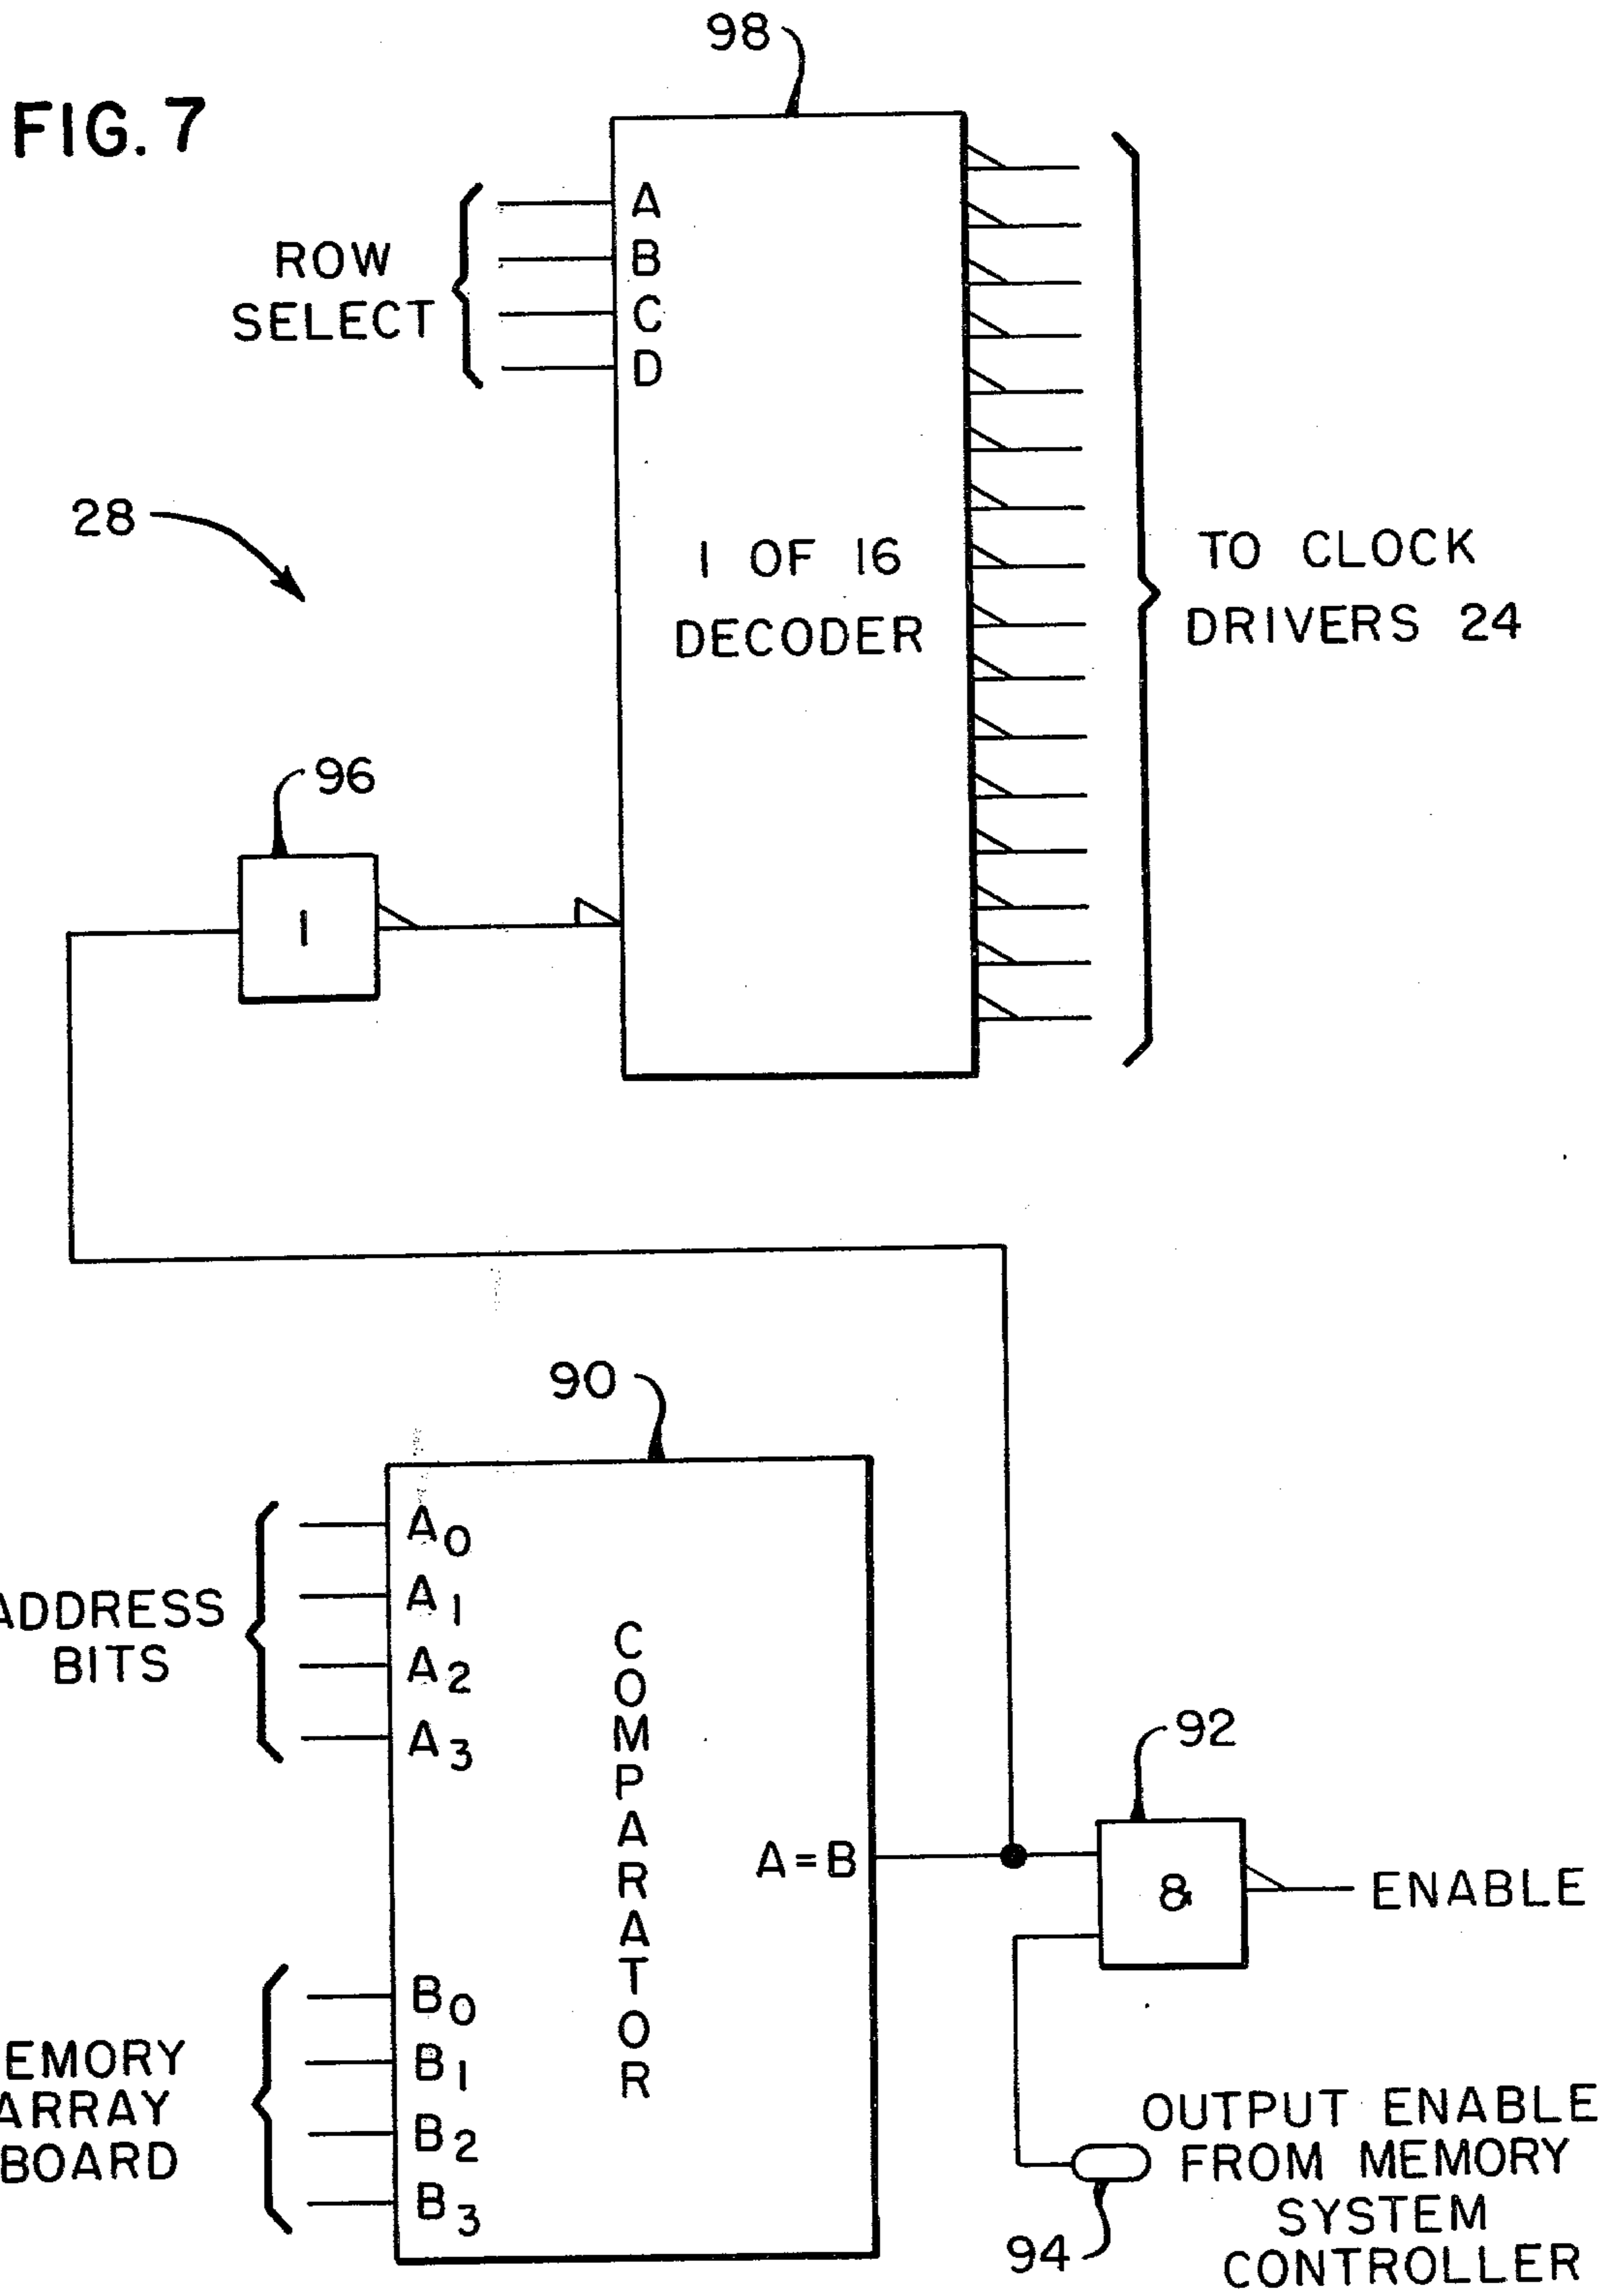 FIG. 7
98
ROW
SELECT
A
B
C
D
1 OF 16
DECODER
28
TO CLOCK
DRIVERS 24
96
1
90
ADDRESS
BITS
A0
A1
A2
A3
COMPARATOR
A=B
92
&
ENABLE
EMORY
ARRAY
BOARD
B0
B1
B2
B3
OUTPUT ENABLE
FROM MEMORY
SYSTEM
CONTROLLER
94